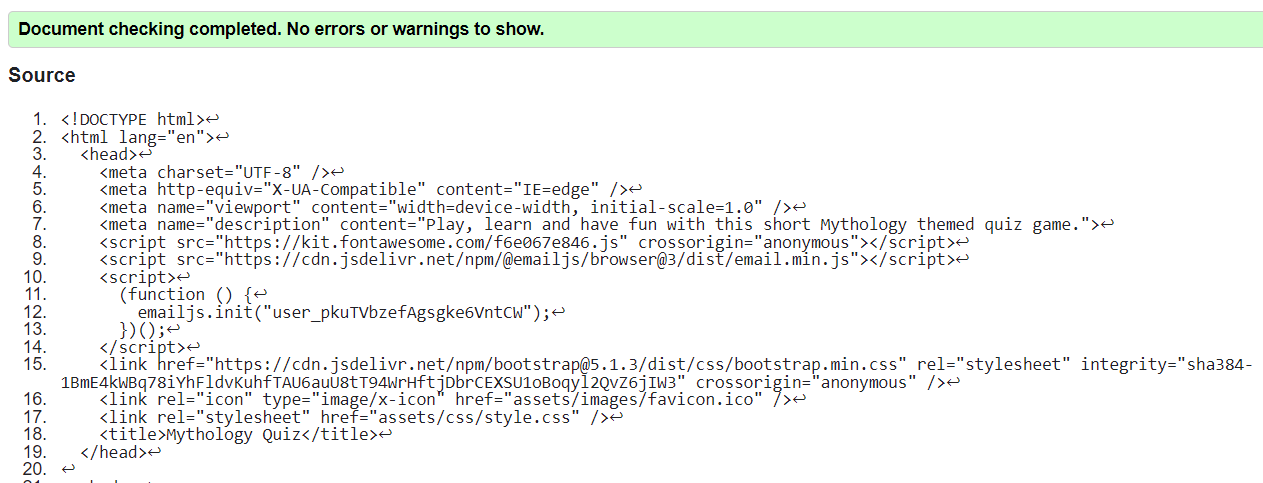 Document checking completed. No errors or warnings to show.
Source
1. <!DOCTYPE html>↩
2. <html lang="en">↩
3. <head>↩
4. <meta charset="UTF-8" />↩
5. <meta http-equiv="X-UA-Compatible" content="IE=edge" />↩
6. <meta name="viewport" content="width=device-width, initial-scale=1.0" />↩
7. <meta name="description" content="Play, learn and have fun with this short Mythology themed quiz game.">↩
8. <script src="https://kit.fontawesome.com/f6e067e846.js" crossorigin="anonymous"></script>↩
9. <script src="https://cdn.jsdelivr.net/npm/@emailjs/browser@3/dist/email.min.js"></script>↩
10. <script>↩
11. (function () {↩
12. emailjs.init("user_pkuTVbzefAgsgke6VntCW");↩
13. })();↩
14. </script>↩
15. <link href="https://cdn.jsdelivr.net/npm/bootstrap@5.1.3/dist/css/bootstrap.min.css" rel="stylesheet" integrity="sha384-
1BmE4kWBq78iYhFldvKuhfTAU6auU8tT94WrHftjDbrCEXSU1oBoqyl2QvZ6jIW3" crossorigin="anonymous" />↩
16. <link rel="icon" type="image/x-icon" href="assets/images/favicon.ico" />↩
17. <link rel="stylesheet" href="assets/css/style.css" />↩
18. <title>Mythology Quiz</title>↩
19. </head>↩
20. ↩